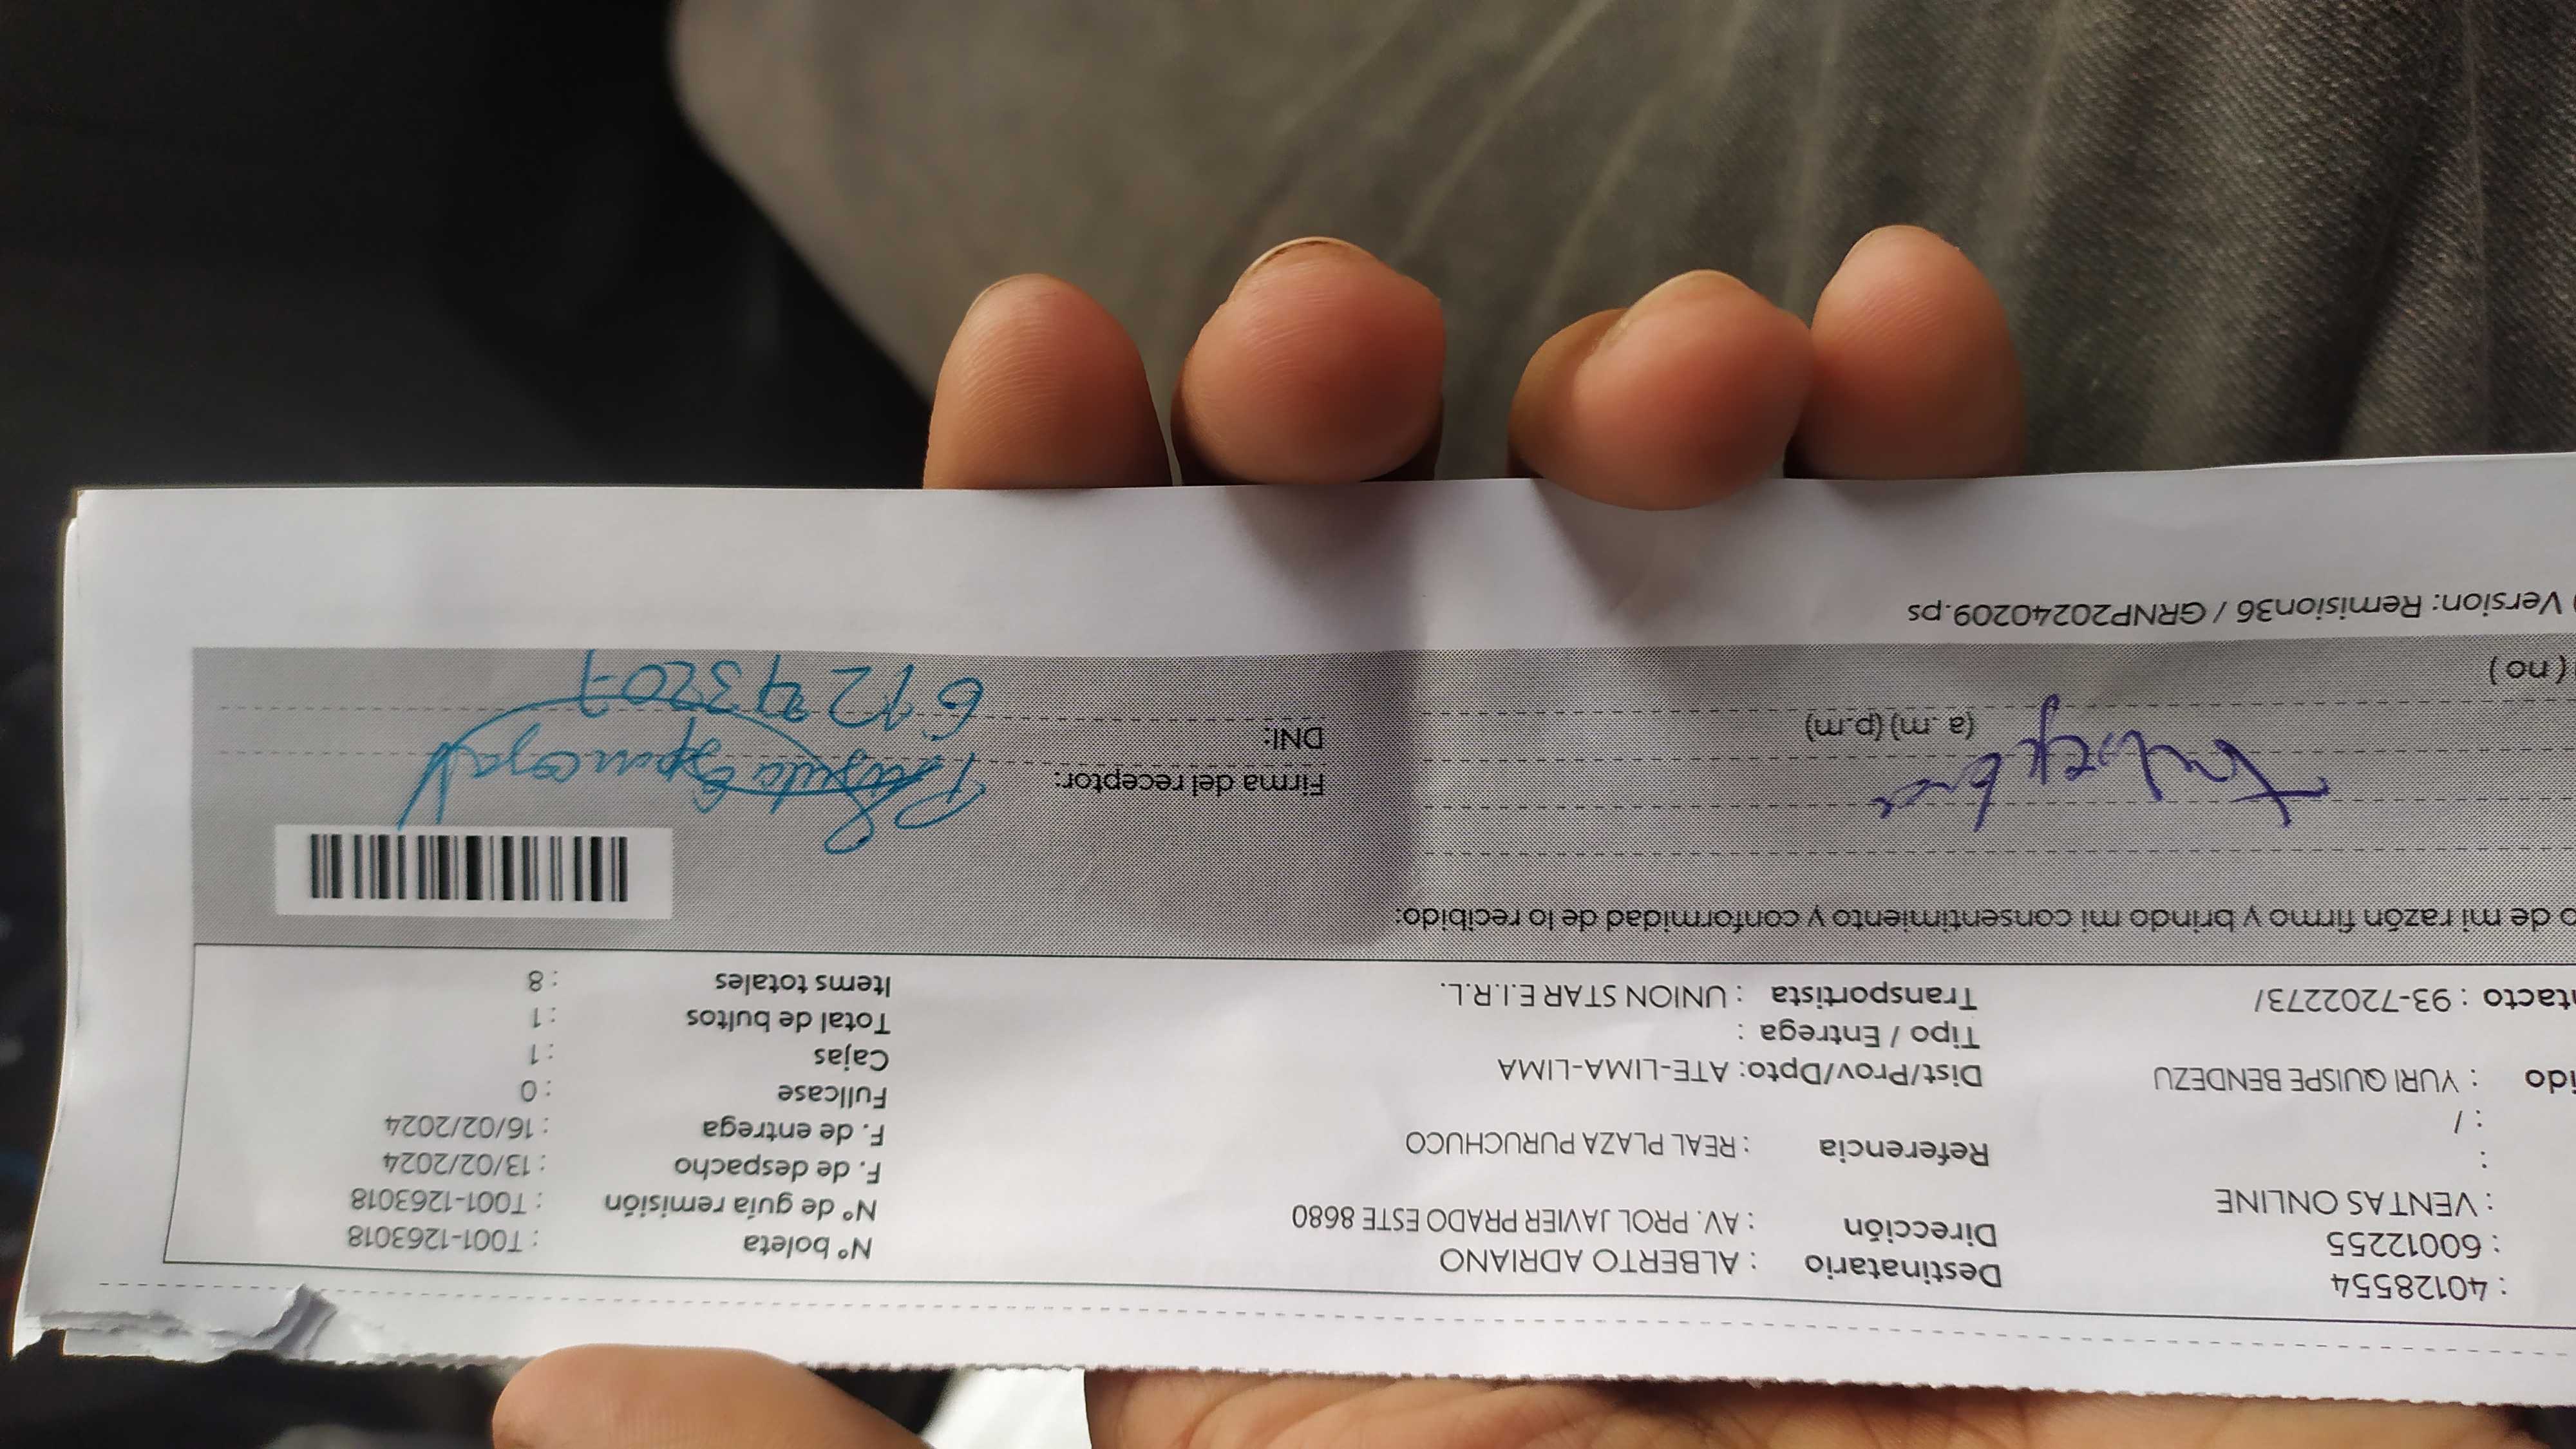 : 40128554
: 60012255
: VENTAS ONLINE
:
: /
: YURI QUISPE BENDEZU
: 93-7202273/
Destinatario : ALBERTO ADRIANO
Dirección : AV. PROL JAVIER PRADO ESTE 8680
Referencia : REAL PLAZA PURUCHUCO
Dist/Prov/Dpto: ATE-LIMA-LIMA
Tipo / Entrega :
Transportista : UNION STAR E.I.R.L.
N° boleta : T001-1263018
N° de guía remisión : T001-1263018
F. de despacho : 13/02/2024
F. de entrega : 16/02/2024
Fullcase : 0
Cajas : 1
Total de bultos : 1
Items totales : 8
de mi razón firmo y brindo mi consentimiento y conformidad de lo recibido:
Firma del receptor:
DNI:
(a .m) (p.m)
( no )
Version: Remision36 / GRNP20240209.ps